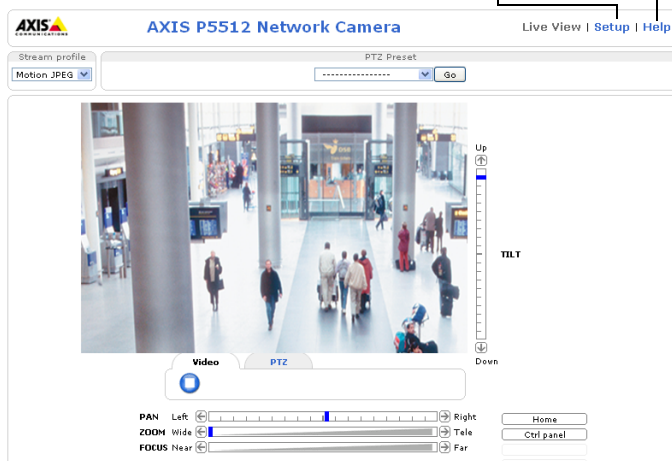 AXIS
COMMUNICATIONS
AXIS P5512 Network Camera
Live View | Setup | Help
Stream profile
PTZ Preset
Motion JPEG
----------------
Go
Up
TILT
Down
Video
PTZ
PAN Left Right
ZOOM Wide Tele
FOCUS Near Far
Home
Ctrl panel